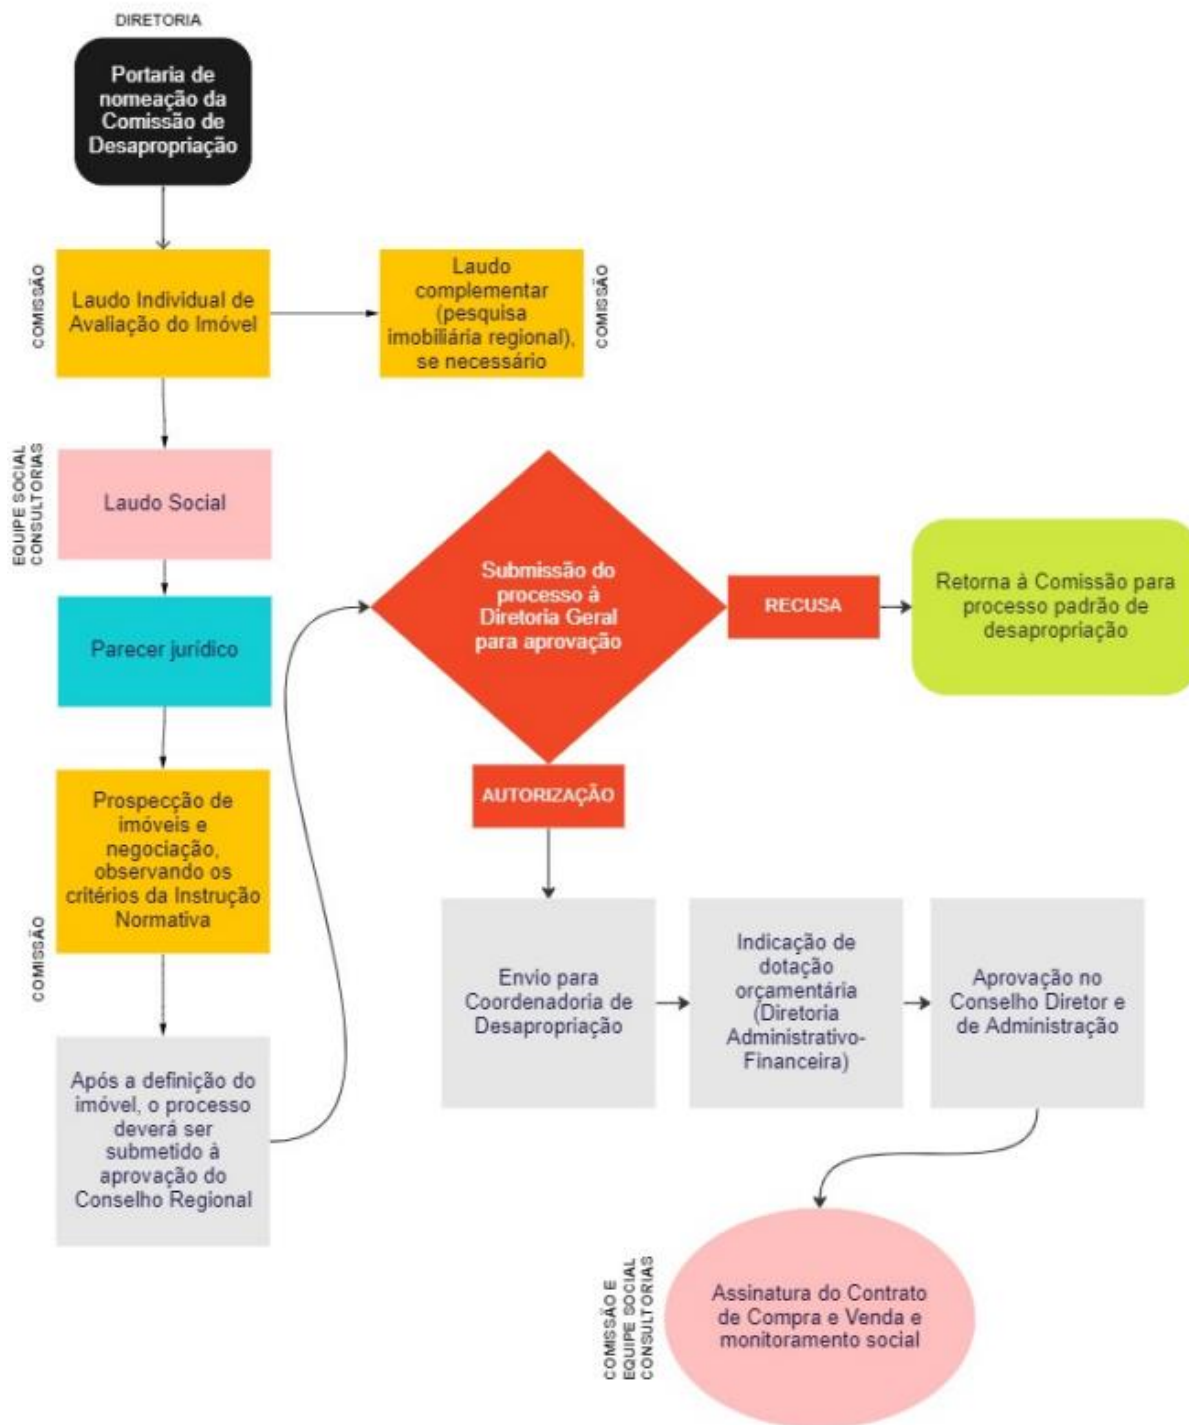 DIRETORIA
Portaria de
nomeação da
Comissão de
Desapropriação
COMISSÃO
Laudo Individual de
Avaliação do Imóvel
Laudo
complementar
(pesquisa
imobiliária regional),
se necessário
COMISSÃO
EQUIPE SOCIAL
CONSULTORIAS
Laudo Social
Parecer jurídico
COMISSÃO
Prospecção de
imóveis e
negociação,
observando os
critérios da Instrução
Normativa
Após a definição do
imóvel, o processo
deverá ser
submetido à
aprovação do
Conselho Regional
Submissão do
processo à
Diretoria Geral
para aprovação
RECUSA
Retorna à Comissão para
processo padrão de
desapropriação
AUTORIZAÇÃO
Envio para
Coordenadoria de
Desapropriação
Indicação de
dotação
orçamentária
(Diretoria
Administrativo-
Financeira)
Aprovação no
Conselho Diretor e
de Administração
COMISSÃO E
EQUIPE SOCIAL
CONSULTORIAS
Assinatura do Contrato
de Compra e Venda e
monitoramento social